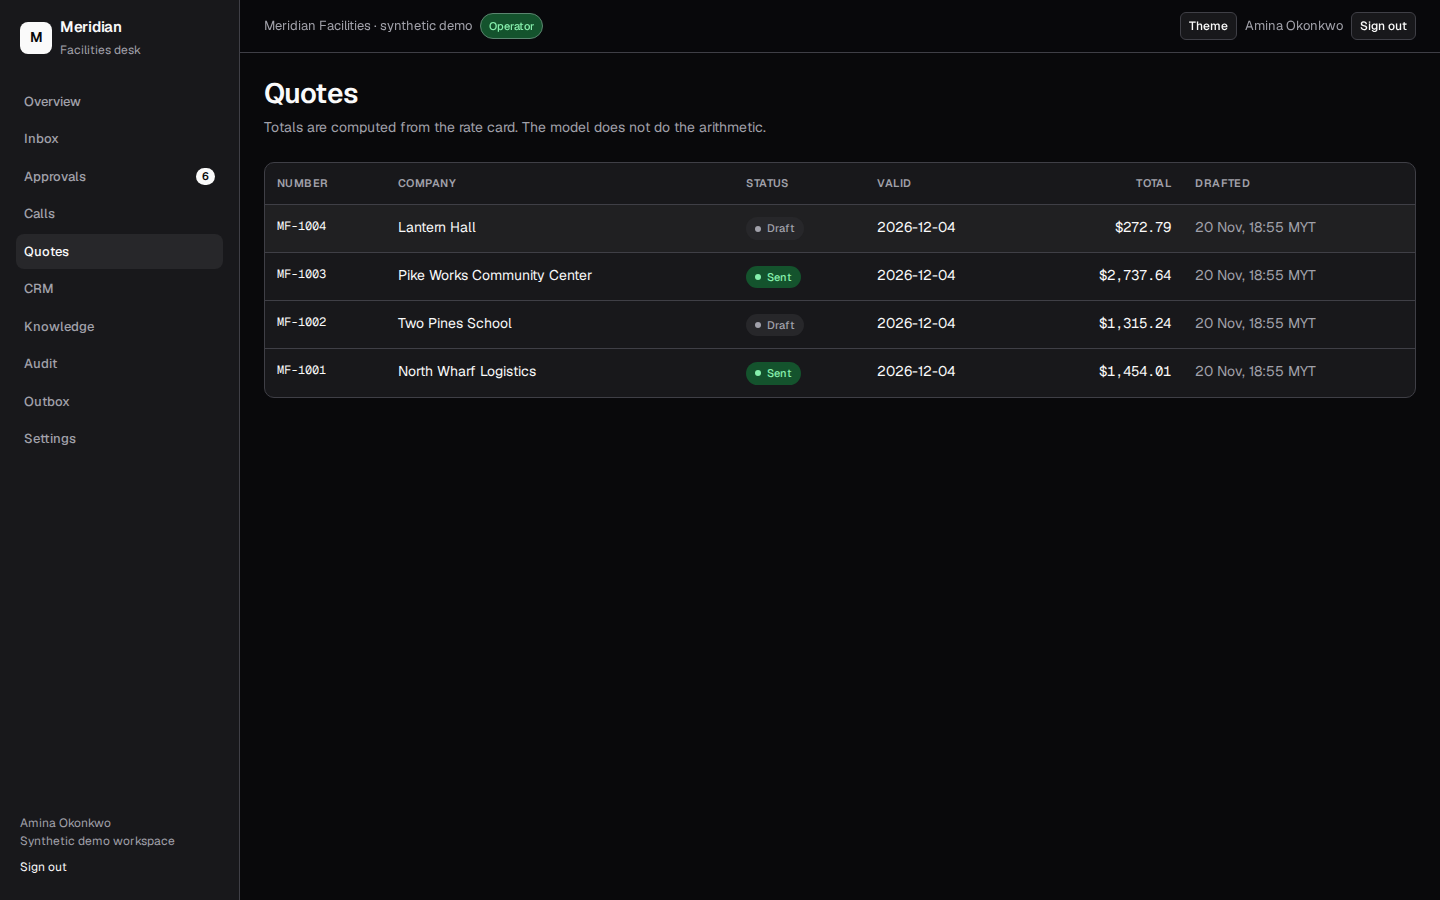 M
Meridian
Facilities desk
Overview
Inbox
Approvals 6
Calls
Quotes
CRM
Knowledge
Audit
Outbox
Settings
Amina Okonkwo
Synthetic demo workspace
Sign out
Meridian Facilities · synthetic demo Operator Theme Amina Okonkwo Sign out
Quotes
Totals are computed from the rate card. The model does not do the arithmetic.
NUMBER COMPANY STATUS VALID TOTAL DRAFTED
MF-1004 Lantern Hall Draft 2026-12-04 $272.79 20 Nov, 18:55 MYT
MF-1003 Pike Works Community Center Sent 2026-12-04 $2,737.64 20 Nov, 18:55 MYT
MF-1002 Two Pines School Draft 2026-12-04 $1,315.24 20 Nov, 18:55 MYT
MF-1001 North Wharf Logistics Sent 2026-12-04 $1,454.01 20 Nov, 18:55 MYT